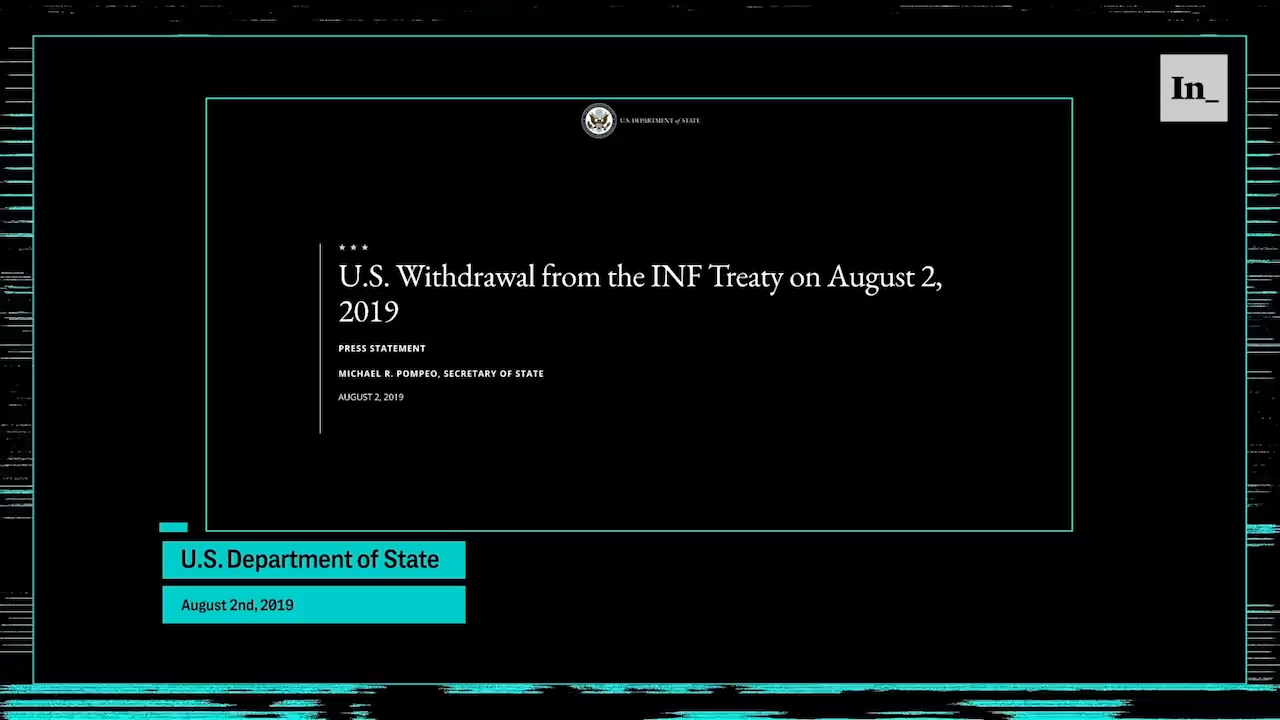 In_
U.S. DEPARTMENT of STATE
U.S. Withdrawal from the INF Treaty on August 2,
2019
PRESS STATEMENT
MICHAEL R. POMPEO, SECRETARY OF STATE
AUGUST 2, 2019
U.S. Department of State
August 2nd, 2019